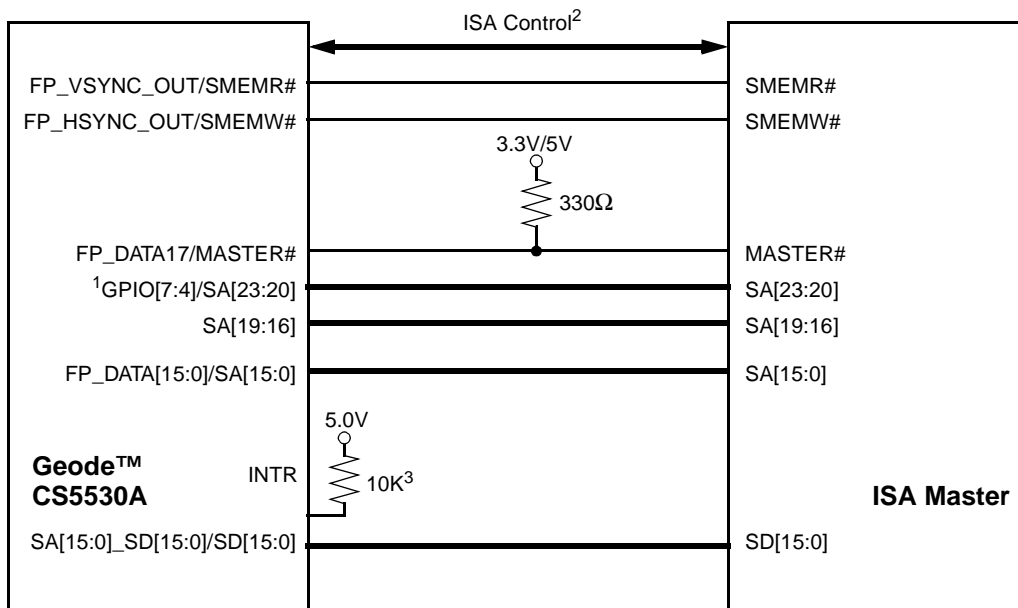 ISA Control²
FP_VSYNC_OUT/SMEMR# SMEMR#
FP_HSYNC_OUT/SMEMW# SMEMW#
3.3V/5V
330Ω
FP_DATA17/MASTER# MASTER#
¹GPIO[7:4]/SA[23:20] SA[23:20]
SA[19:16] SA[19:16]
FP_DATA[15:0]/SA[15:0] SA[15:0]
5.0V
Geode™
CS5530A
INTR
10K³
ISA Master
SA[15:0]_SD[15:0]/SD[15:0] SD[15:0]